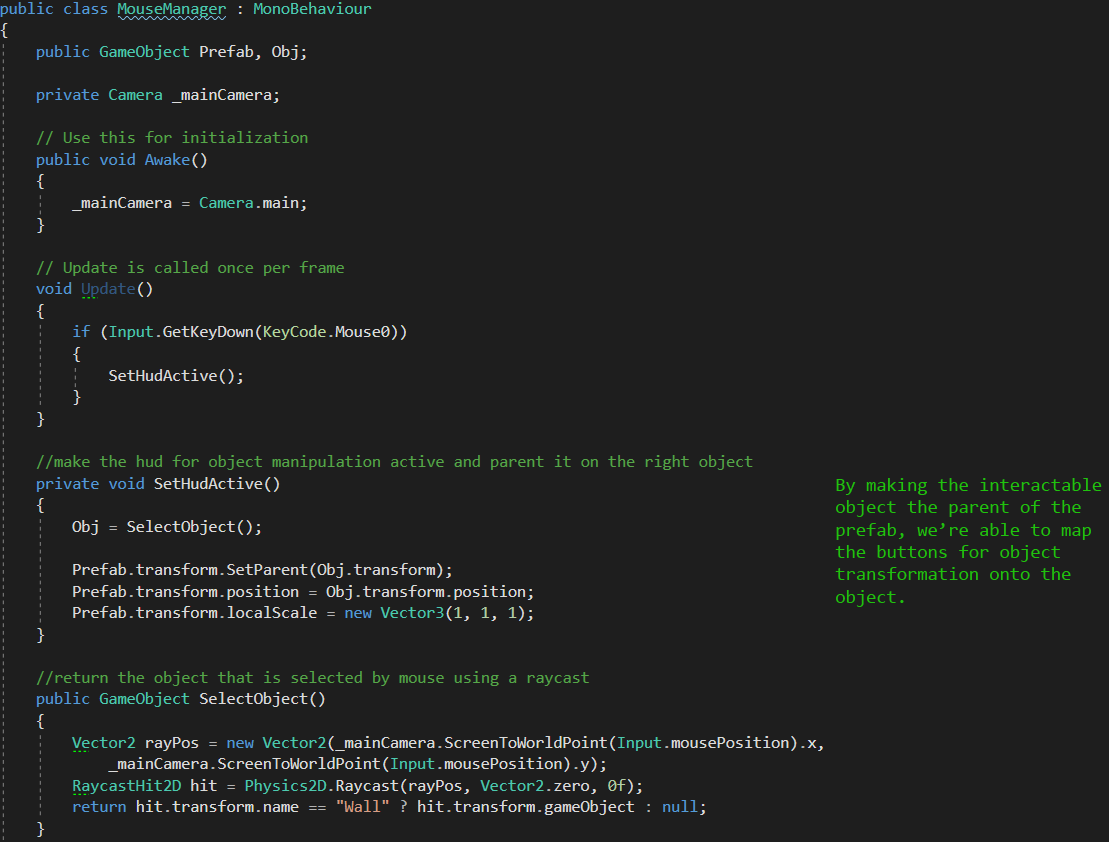 public class MouseManager : MonoBehaviour
{
    public GameObject Prefab, Obj;

    private Camera _mainCamera;

    // Use this for initialization
    public void Awake()
    {
        _mainCamera = Camera.main;
    }

    // Update is called once per frame
    void Update()
    {
        if (Input.GetKeyDown(KeyCode.Mouse0))
        {
            SetHudActive();
        }
    }

    //make the hud for object manipulation active and parent it on the right object
    private void SetHudActive()
    {
        Obj = SelectObject();

        Prefab.transform.SetParent(Obj.transform);
        Prefab.transform.position = Obj.transform.position;
        Prefab.transform.localScale = new Vector3(1, 1, 1);
    }

    //return the object that is selected by mouse using a raycast
    public GameObject SelectObject()
    {
        Vector2 rayPos = new Vector2(_mainCamera.ScreenToWorldPoint(Input.mousePosition).x,
            _mainCamera.ScreenToWorldPoint(Input.mousePosition).y);
        RaycastHit2D hit = Physics2D.Raycast(rayPos, Vector2.zero, 0f);
        return hit.transform.name == "Wall" ? hit.transform.gameObject : null;
    }

By making the interactable
object the parent of the
prefab, we’re able to map
the buttons for object
transformation onto the
object.